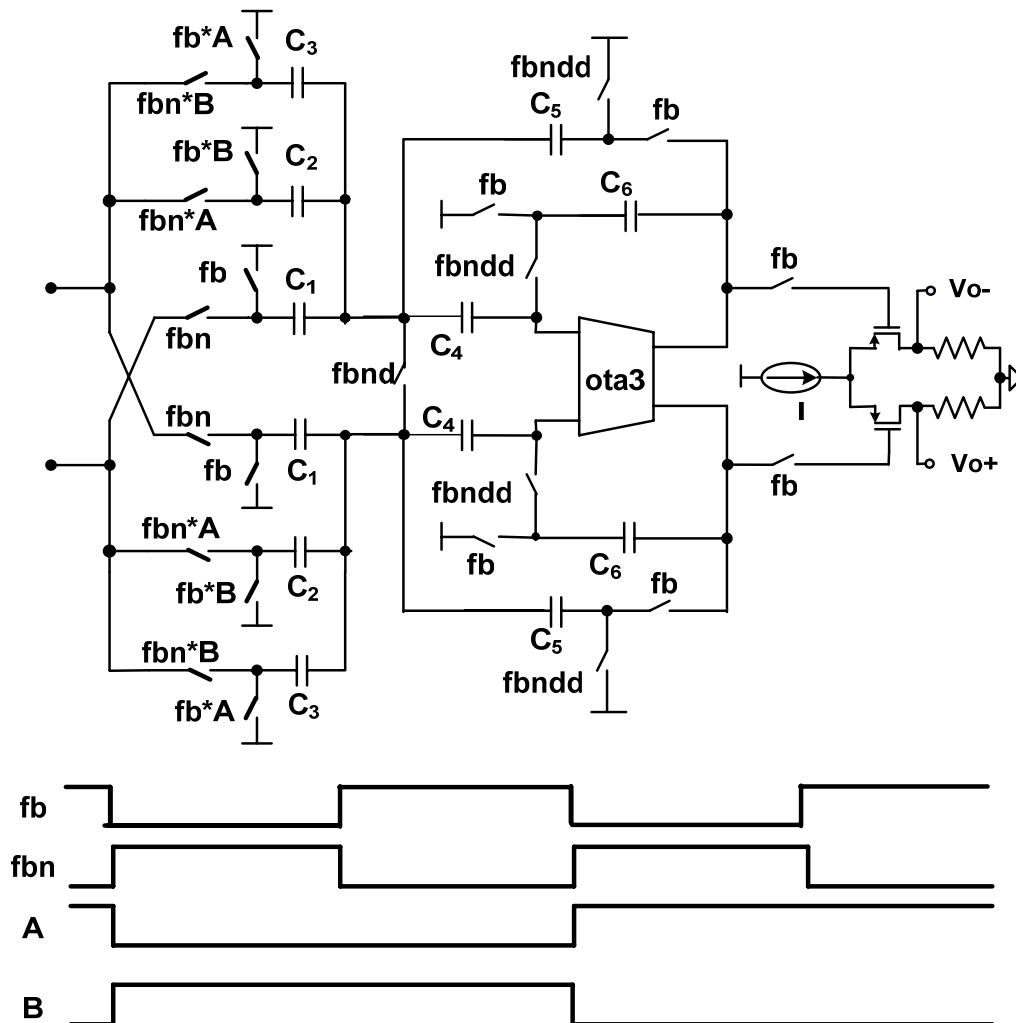 fb*A
C₃
fbn*B
fb*B
C₂
fbn*A
fb
C₁
fbn
fbndd
C₅
fb
fb
C₆
fbndd
C₄
fbnd
ota3
fb
Vo-
I
fbn
C₄
fb
C₁
fbndd
fb
Vo+
fbn*A
fb
C₆
fb*B
C₂
fb
C₅
fbn*B
fbndd
fb*A
C₃
fb
fbn
A
B